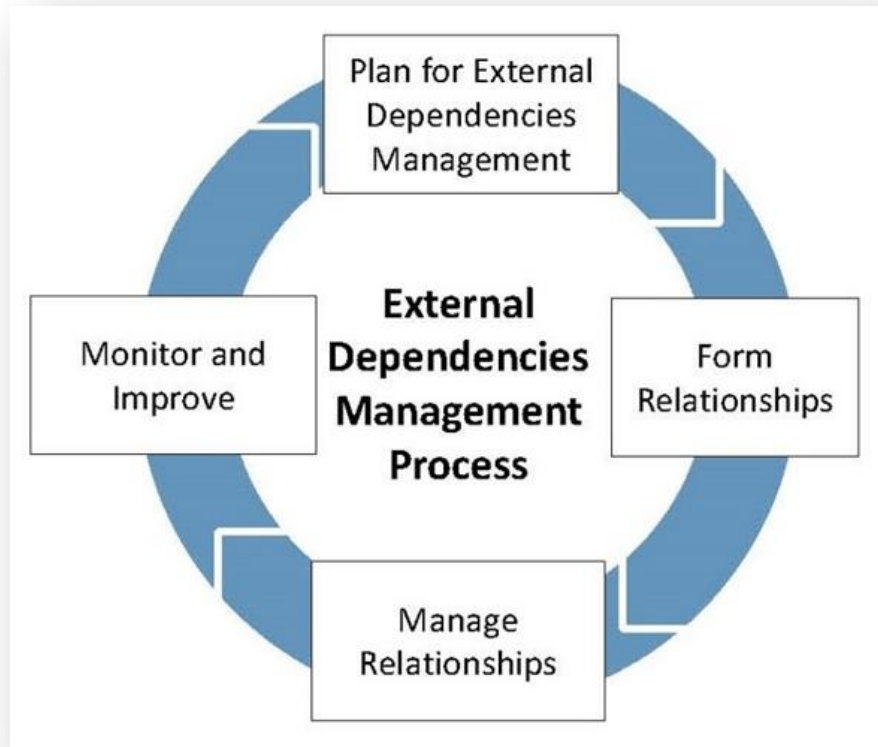 Plan for External
Dependencies
Management
External
Dependencies
Management
Process
Form
Relationships
Manage
Relationships
Monitor and
Improve